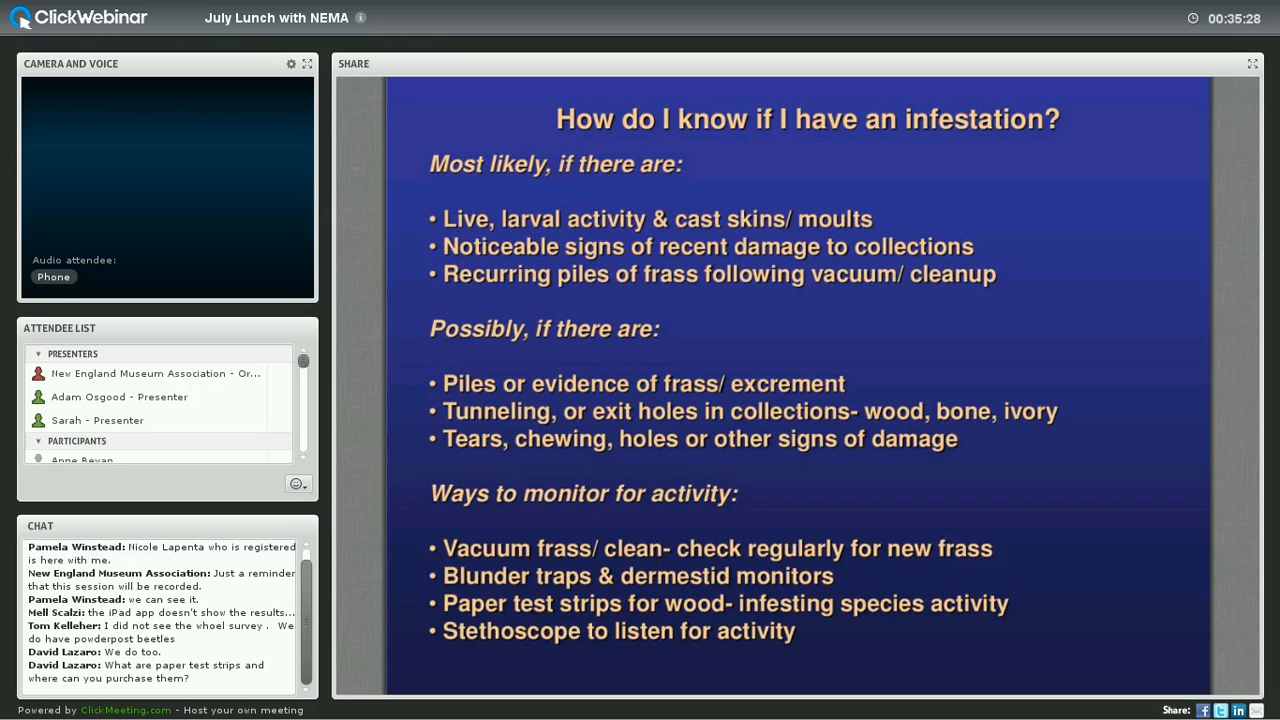 ClickWebinar
July Lunch with NEMA
00:35:28
CAMERA AND VOICE
Audio attendee:
Phone
ATTENDEE LIST
PRESENTERS
New England Museum Association - Or...
Adam Osgood - Presenter
Sarah - Presenter
PARTICIPANTS
Anne Bevan
CHAT
Pamela Winstead: Nicole Lapenta who is registered
is here with me.
New England Museum Association: Just a reminder
that this session will be recorded.
Pamela Winstead: we can see it.
Mell Scalzi: the iPad app doesn't show the results...
Tom Kelleher: I did not see the whoel survey . We
do have powderpost beetles
David Lazaro: We do too.
David Lazaro: What are paper test strips and
where can you purchase them?
SHARE
How do I know if I have an infestation?
Most likely, if there are:
• Live, larval activity & cast skins/ moults
• Noticeable signs of recent damage to collections
• Recurring piles of frass following vacuum/ cleanup
Possibly, if there are:
• Piles or evidence of frass/ excrement
• Tunneling, or exit holes in collections- wood, bone, ivory
• Tears, chewing, holes or other signs of damage
Ways to monitor for activity:
• Vacuum frass/ clean- check regularly for new frass
• Blunder traps & dermestid monitors
• Paper test strips for wood- infesting species activity
• Stethoscope to listen for activity
Powered by ClickMeeting.com - Host your own meeting
Share: